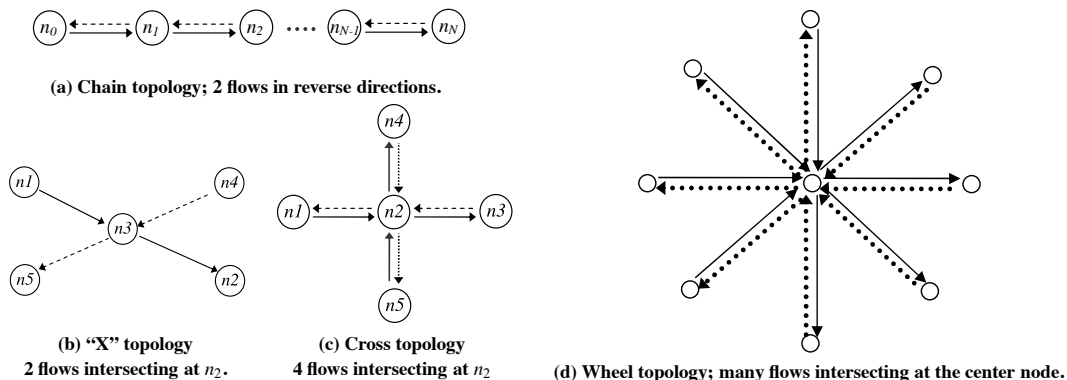 n0 n1 n2 .... nN-1 nN
(a) Chain topology; 2 flows in reverse directions.
n1 n4
n3
n5 n2
(b) “X” topology
2 flows intersecting at n2.
n4
n1 n2 n3
n5
(c) Cross topology
4 flows intersecting at n2
(d) Wheel topology; many flows intersecting at the center node.